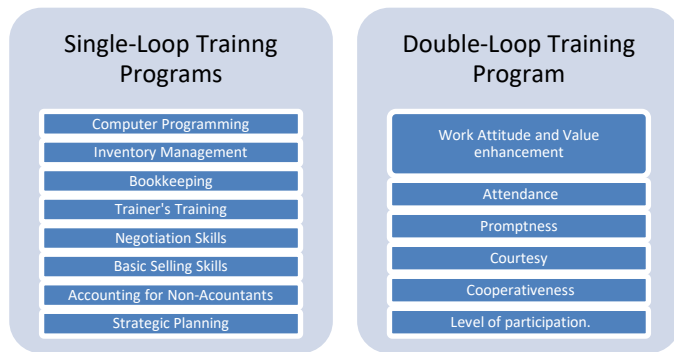 Single-Loop Trainng
Programs
Computer Programming
Inventory Management
Bookkeeping
Trainer's Training
Negotiation Skills
Basic Selling Skills
Accounting for Non-Acountants
Strategic Planning
Double-Loop Training
Program
Work Attitude and Value
enhancement
Attendance
Promptness
Courtesy
Cooperativeness
Level of participation.